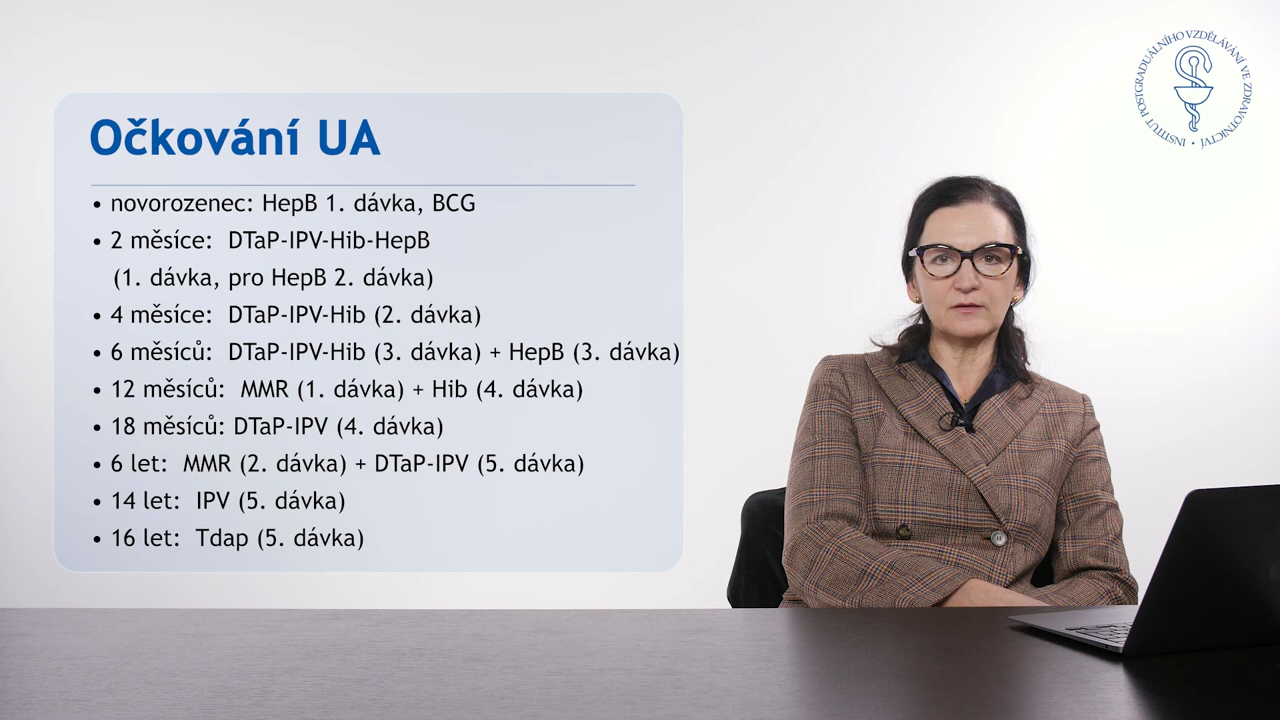 Očkování UA
• novorozenec: HepB 1. dávka, BCG
• 2 měsíce: DTaP-IPV-Hib-HepB
(1. dávka, pro HepB 2. dávka)
• 4 měsíce: DTaP-IPV-Hib (2. dávka)
• 6 měsíců: DTaP-IPV-Hib (3. dávka) + HepB (3. dávka)
• 12 měsíců: MMR (1. dávka) + Hib (4. dávka)
• 18 měsíců: DTaP-IPV (4. dávka)
• 6 let: MMR (2. dávka) + DTaP-IPV (5. dávka)
• 14 let: IPV (5. dávka)
• 16 let: Tdap (5. dávka)
INSTITUT POSTGRADUÁLNÍHO VZDĚLÁVÁNÍ VE ZDRAVOTNICTVÍ •